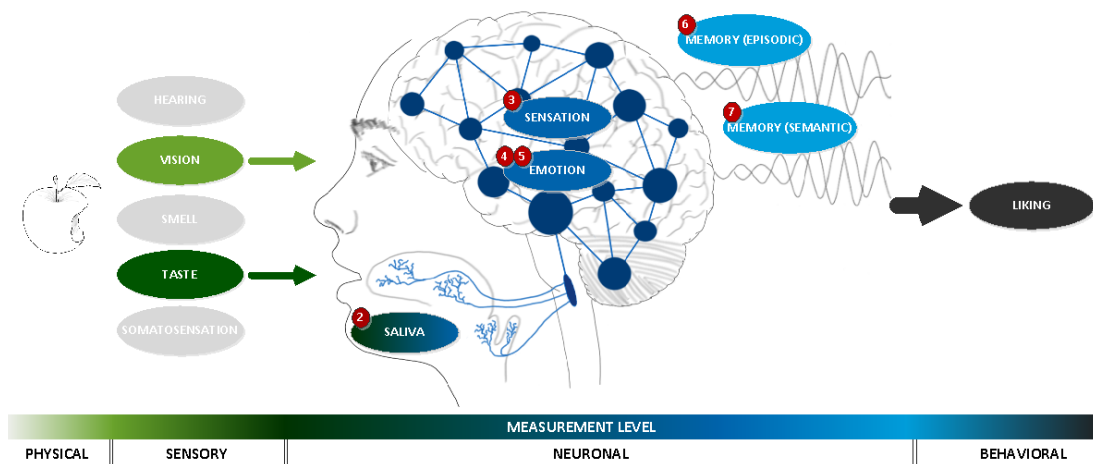 6
MEMORY (EPISODIC)
HEARING
3
SENSATION
7
MEMORY (SEMANTIC)
VISION
4 5
EMOTION
SMELL
LIKING
TASTE
2
SALIVA
SOMATOSENSATION
MEASUREMENT LEVEL
PHYSICAL SENSORY NEURONAL BEHAVIORAL